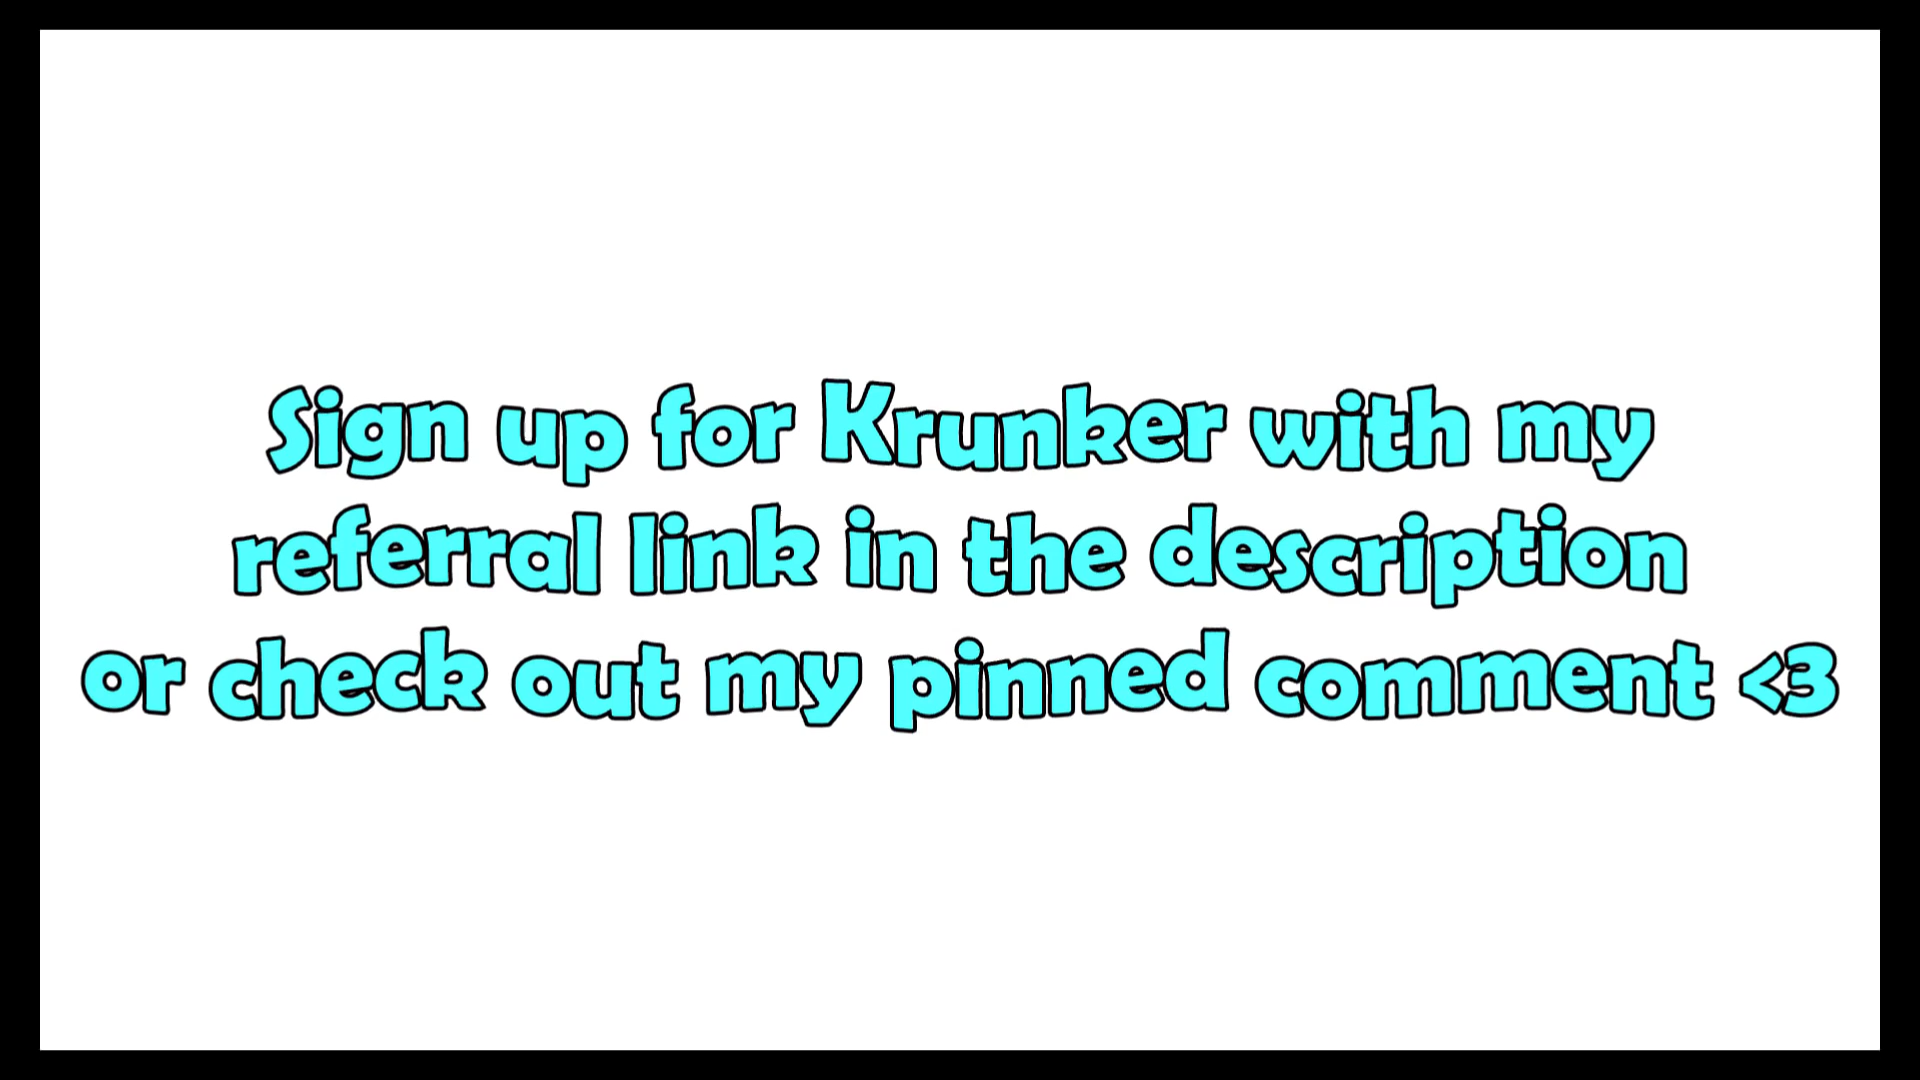 Sign up for Krunker with my
referral link in the description
or check out my pinned comment <3